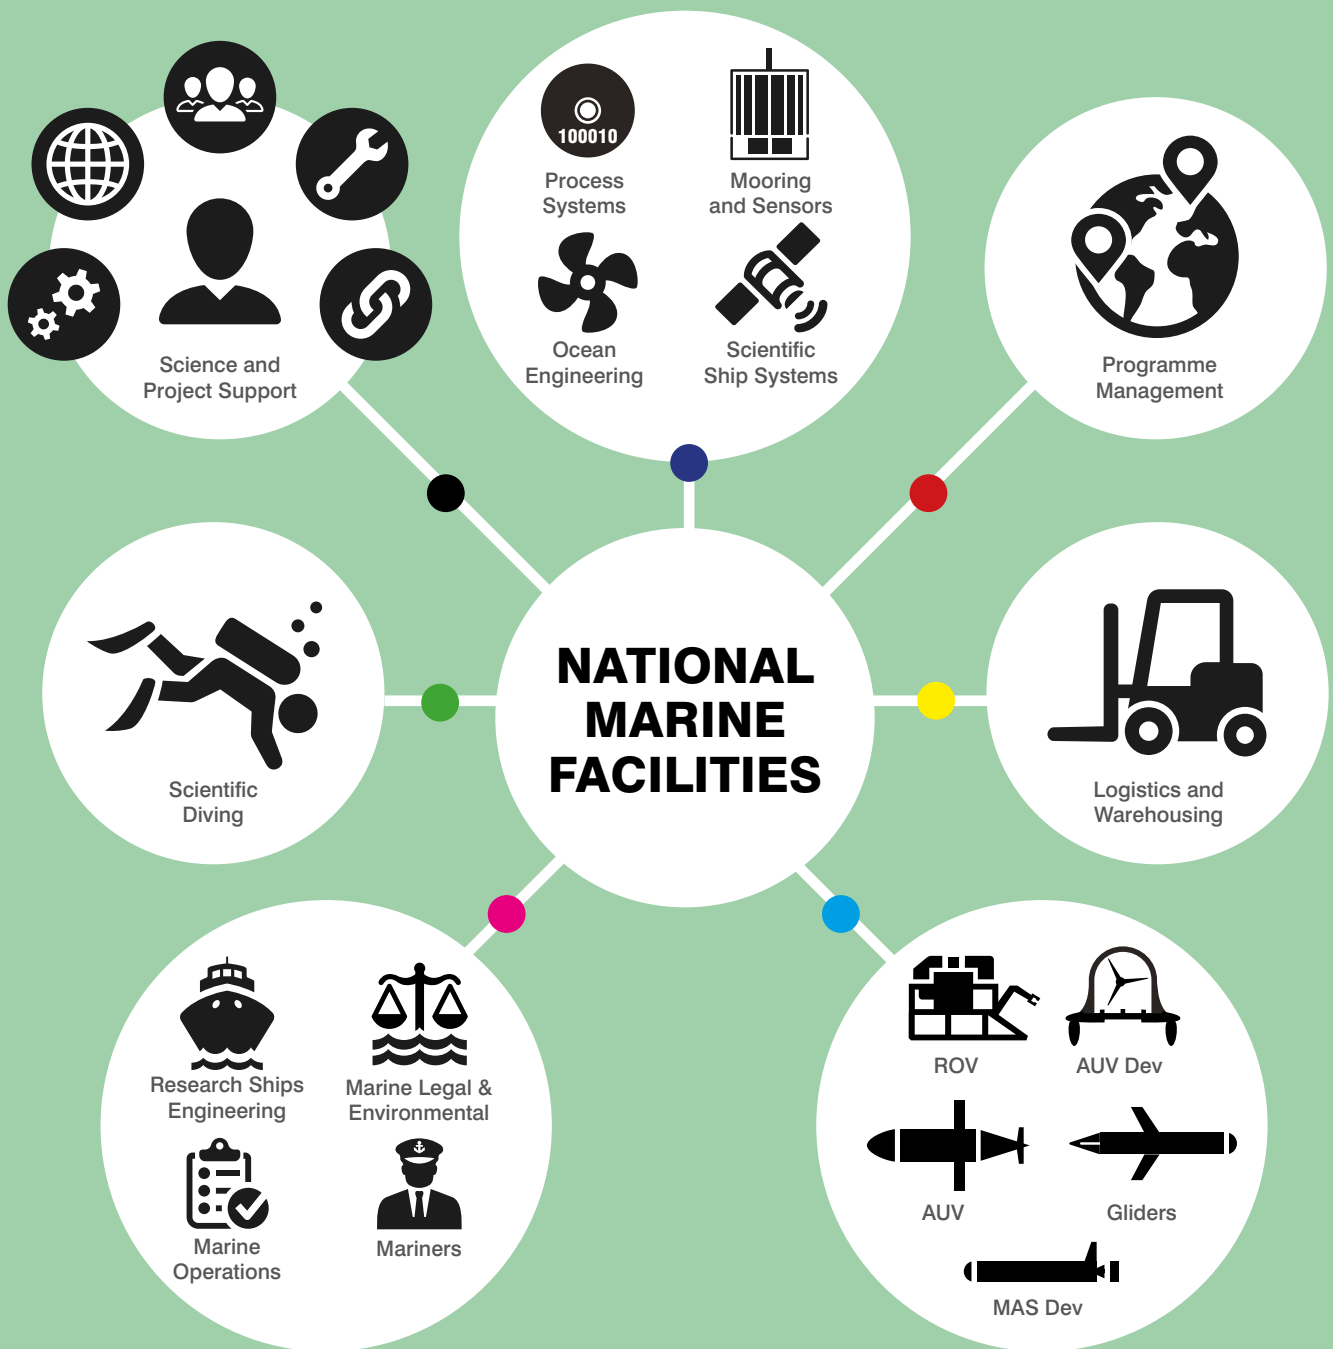 100010
Process
Systems
Mooring
and Sensors
Ocean
Engineering
Scientific
Ship Systems
Science and
Project Support
Programme
Management
NATIONAL
MARINE
FACILITIES
Scientific
Diving
Logistics and
Warehousing
Research Ships
Engineering
Marine Legal &
Environmental
Marine
Operations
Mariners
ROV
AUV Dev
AUV
Gliders
MAS Dev